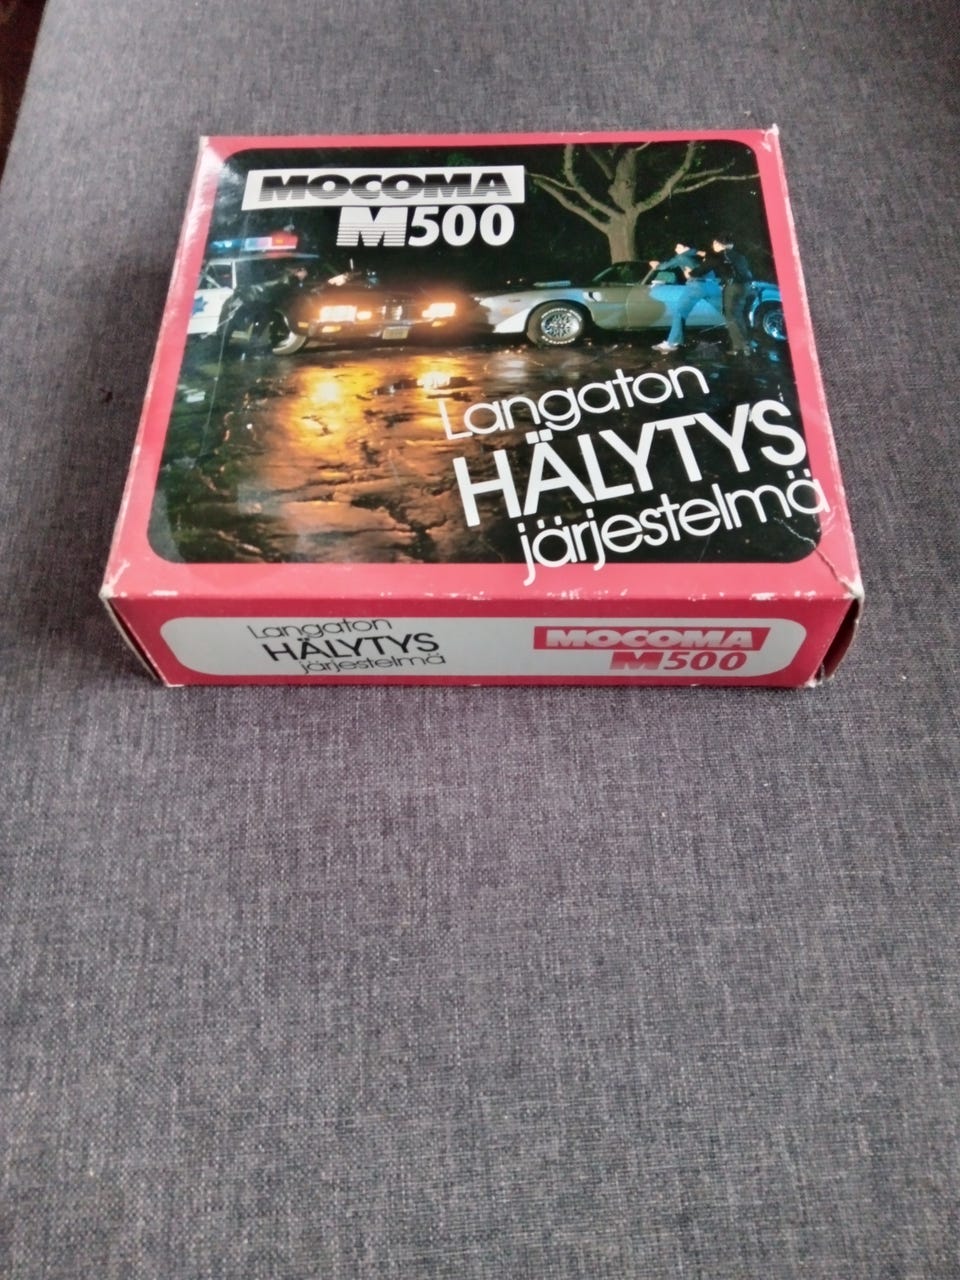 MOCOMA
M500
Langaton
HÄLYTYS
järjestelmä
Langaton
HÄLYTYS
järjestelmä
MOCOMA
M500